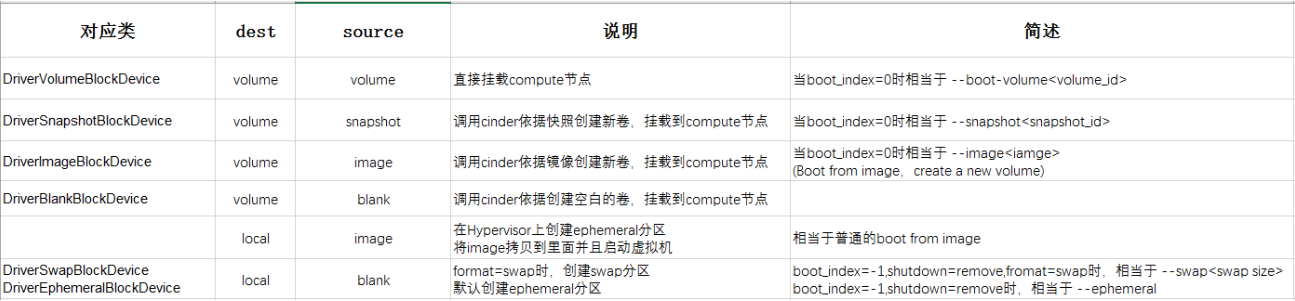 对应类 dest source 说明 简述
DriverVolumeBlockDevice volume volume 直接挂载compute节点 当boot_index=0时相当于 --boot-volume<volume_id>
DriverSnapshotBlockDevice volume snapshot 调用cinder依据快照创建新卷，挂载到compute节点 当boot_index=0时相当于 --snapshot<snapshot_id>
DriverImageBlockDevice volume image 调用cinder依据镜像创建新卷，挂载到compute节点 当boot_index=0时相当于 --image<iamge>
(Boot from image，create a new volume)
DriverBlankBlockDevice volume blank 调用cinder依据创建空白的卷，挂载到compute节点
local image 在Hypervisor上创建ephemeral分区
将image拷贝到里面并且启动虚拟机 相当于普通的boot from image
DriverSwapBlockDevice
DriverEphemeralBlockDevice local blank format=swap时，创建swap分区
默认创建ephemeral分区 boot_index=-1,shutdown=remove,fromat=swap时，相当于 --swap<swap size>
boot_index=-1,shutdown=remove时，相当于 --ephemeral